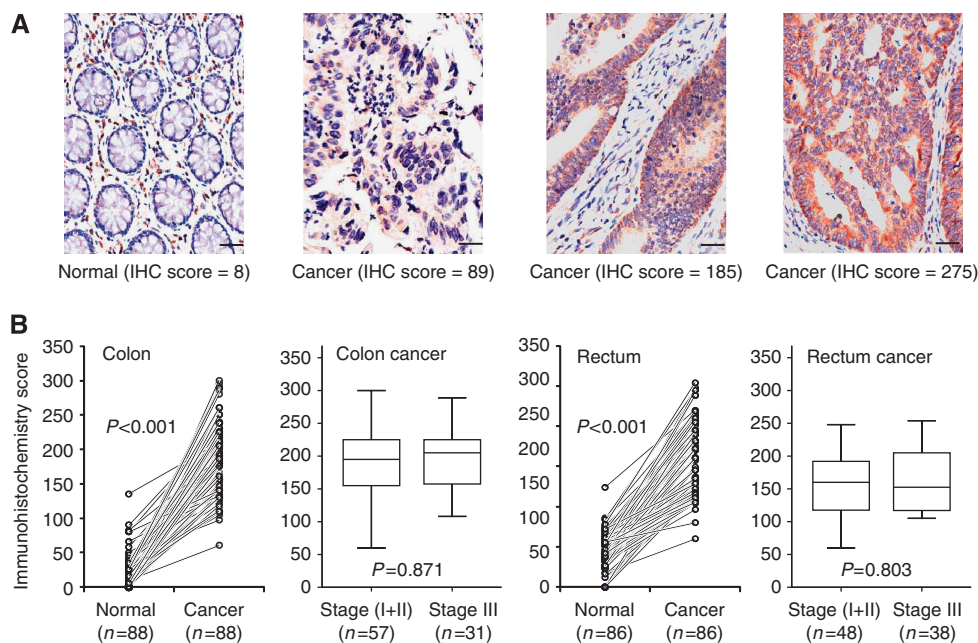 A
Normal (IHC score = 8)
Cancer (IHC score = 89)
Cancer (IHC score = 185)
Cancer (IHC score = 275)
B
Immunohistochemistry score
350
300
250
200
150
100
50
0
Colon
P<0.001
Normal
(n=88)
Cancer
(n=88)
350
300
250
200
150
100
50
0
Colon cancer
P=0.871
Stage (I+II)
(n=57)
Stage III
(n=31)
350
300
250
200
150
100
50
0
Rectum
P<0.001
Normal
(n=86)
Cancer
(n=86)
350
300
250
200
150
100
50
0
Rectum cancer
P=0.803
Stage (I+II)
(n=48)
Stage III
(n=38)